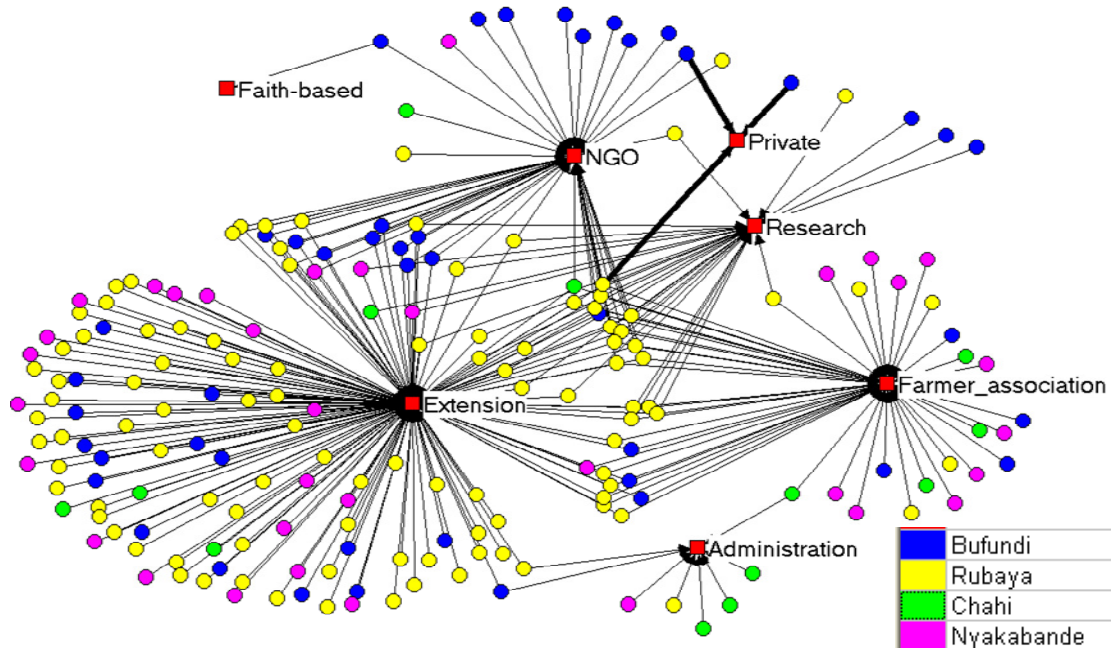 Faith-based
Private
NGO
Research
Extension
Farmer_association
Administration
Bufundi
Rubaya
Chahi
Nyakabande